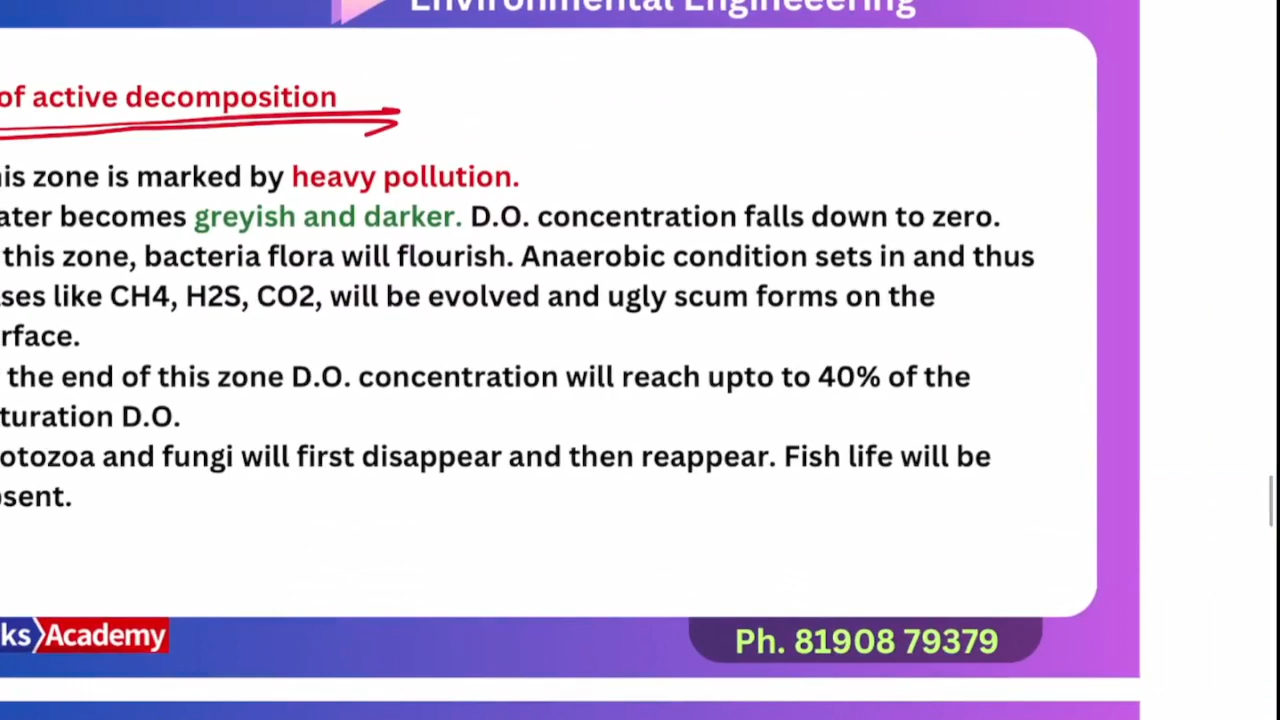 Environmental Engineeering
of active decomposition
his zone is marked by heavy pollution.
ater becomes greyish and darker. D.O. concentration falls down to zero.
this zone, bacteria flora will flourish. Anaerobic condition sets in and thus
ses like CH4, H2S, CO2, will be evolved and ugly scum forms on the
rface.
the end of this zone D.O. concentration will reach upto to 40% of the
turation D.O.
otozoa and fungi will first disappear and then reappear. Fish life will be
sent.
ks Academy
Ph. 81908 79379